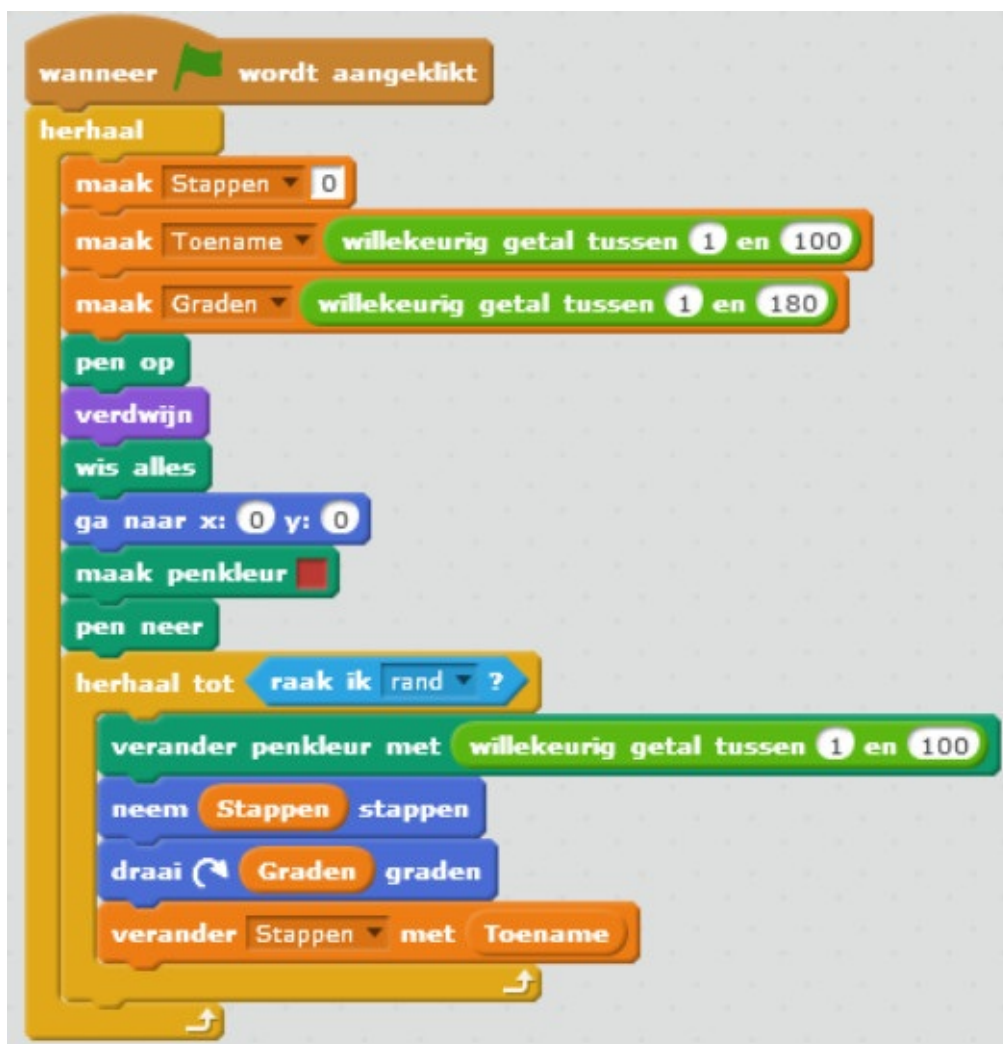 wanneer wordt aangeklikt
herhaal
maak Stappen 0
maak Toename willekeurig getal tussen 1 en 100
maak Graden willekeurig getal tussen 1 en 180
pen op
verdwijn
wis alles
ga naar x: 0 y: 0
maak penkleur
pen neer
herhaal tot raak ik rand ?
verander penkleur met willekeurig getal tussen 1 en 100
neem Stappen stappen
draai Graden graden
verander Stappen met Toename